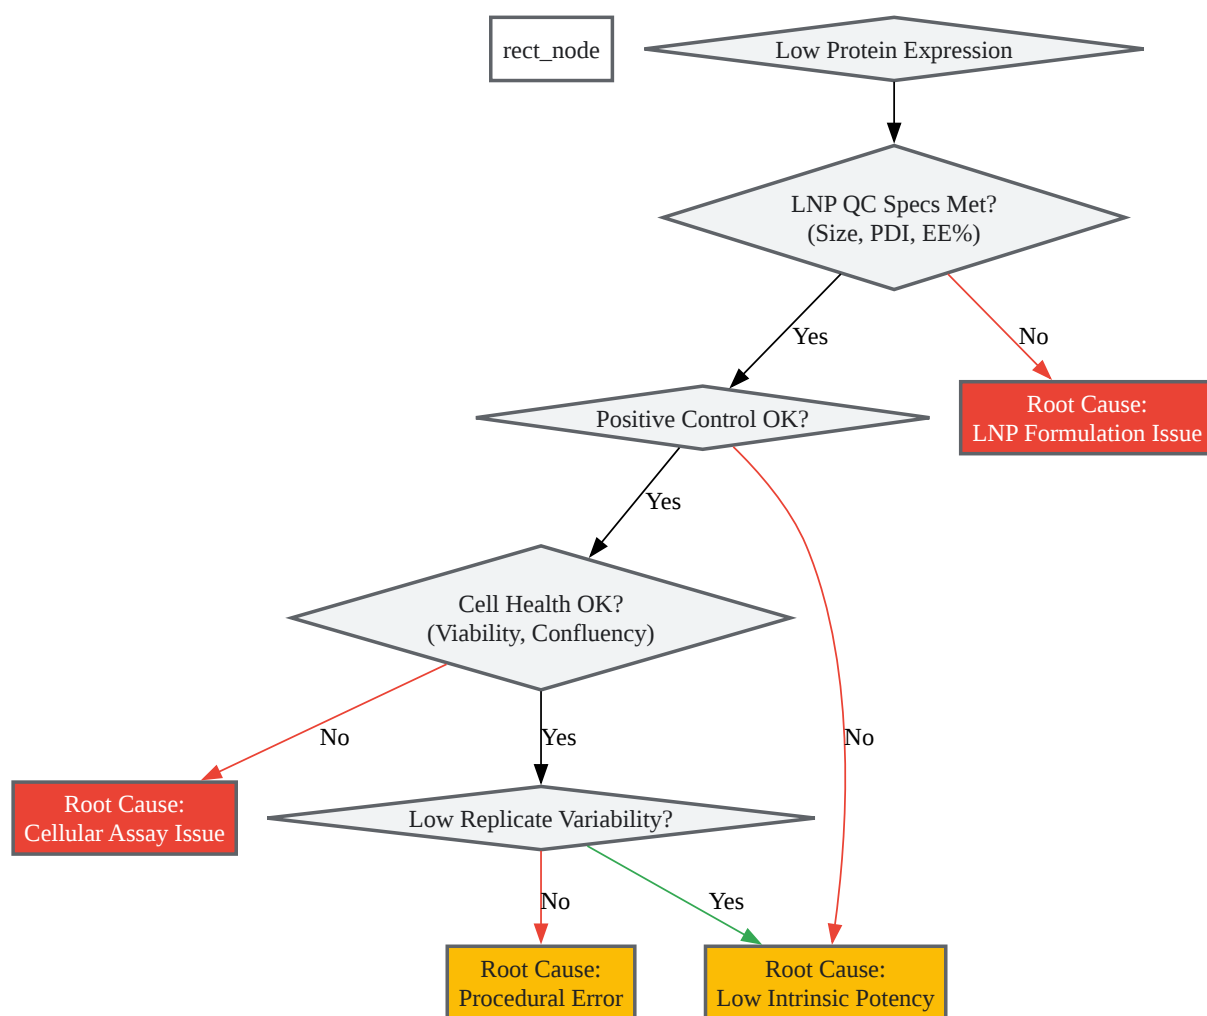 rect_node
Low Protein Expression
LNP QC Specs Met?
(Size, PDI, EE%)
Yes
No
Root Cause:
LNP Formulation Issue
Positive Control OK?
Yes
Cell Health OK?
(Viability, Confluency)
No
Yes
No
Root Cause:
Cellular Assay Issue
Low Replicate Variability?
No
Yes
Root Cause:
Procedural Error
Root Cause:
Low Intrinsic Potency